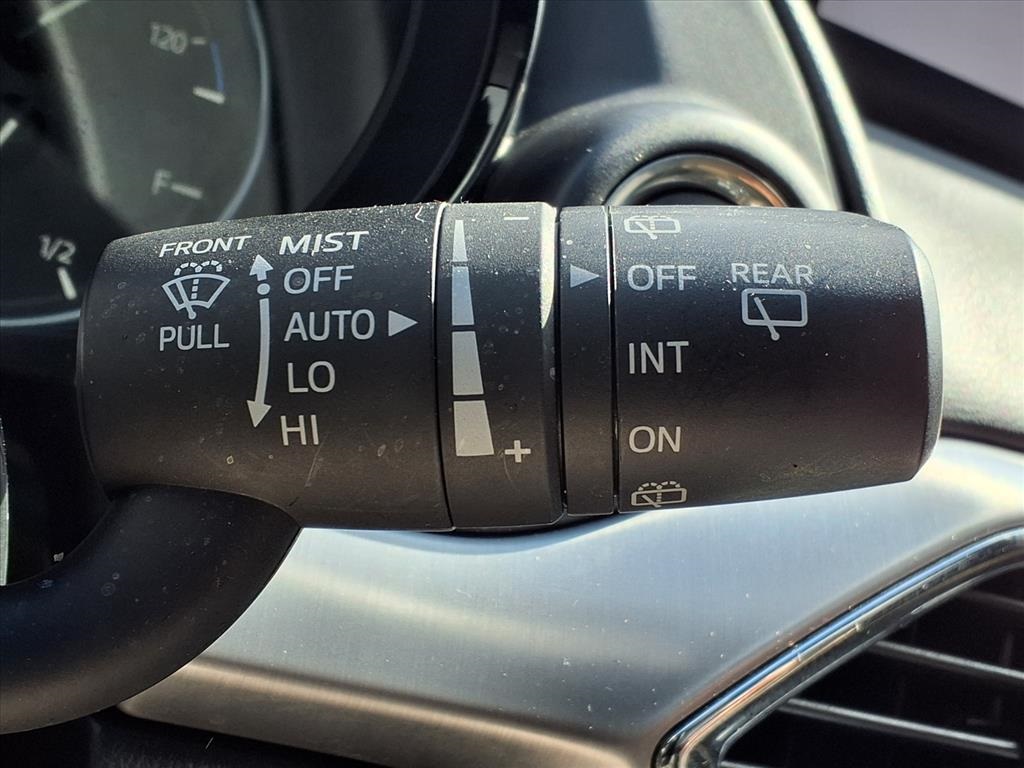 120
F
1/2
FRONT
PULL
MIST
OFF
AUTO
LO
HI
−
+
OFF
INT
ON
REAR